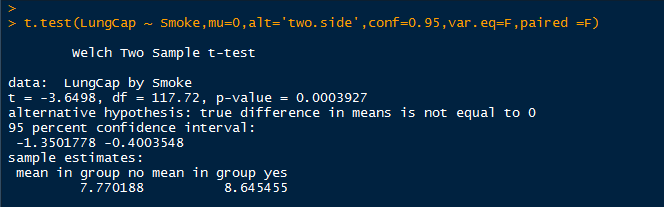 >
> t.test(LungCap ~ Smoke,mu=0,alt='two.side',conf=0.95,var.eq=F,paired =F)
Welch Two Sample t-test
data:  LungCap by Smoke
t = -3.6498, df = 117.72, p-value = 0.0003927
alternative hypothesis: true difference in means is not equal to 0
95 percent confidence interval:
 -1.3501778 -0.4003548
sample estimates:
 mean in group no mean in group yes
         7.770188          8.645455